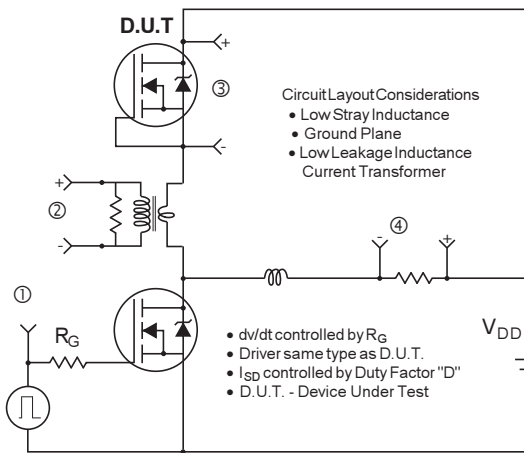 D.U.T
+
③
-
Circuit Layout Considerations
• Low Stray Inductance
• Ground Plane
• Low Leakage Inductance
Current Transformer
+
②
-
④
- +
①
RG
VDD
• dv/dt controlled by RG
• Driver same type as D.U.T.
• ISD controlled by Duty Factor "D"
• D.U.T. - Device Under Test